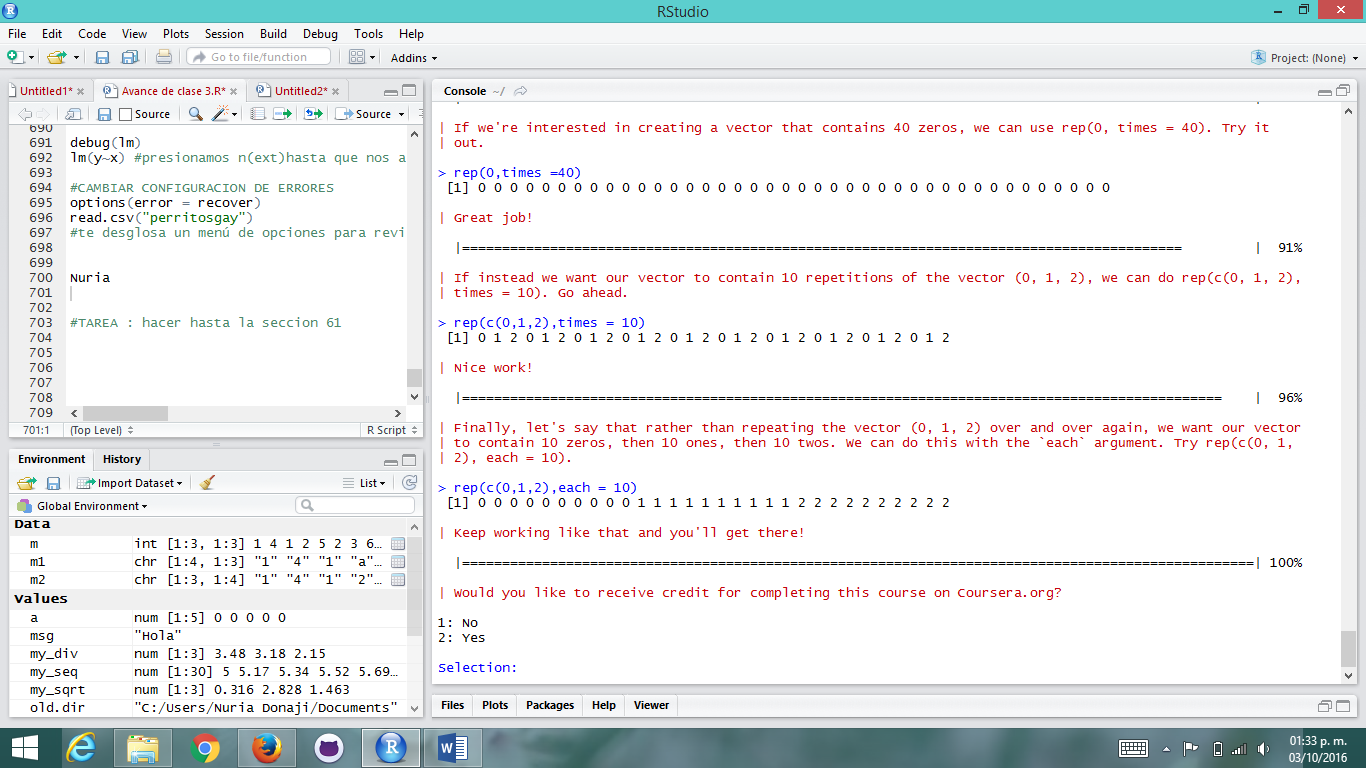 RStudio
File Edit Code View Plots Session Build Debug Tools Help
Go to file/function Addins Project: (None)
Untitled1* Avance de clase 3.R* Untitled2*
Source Source
690
691 debug(lm)
692 lm(y~x) #presionamos n(ext)hasta que nos a
693
694 #CAMBIAR CONFIGURACION DE ERRORES
695 options(error = recover)
696 read.csv("perritosgay")
697 #te desglosa un menú de opciones para revi
698
699
700 Nuria
701
702
703 #TAREA : hacer hasta la seccion 61
704
705
706
707
708
709
701:1 (Top Level) R Script
Environment History
Import Dataset List
Global Environment
Data
m int [1:3, 1:3] 1 4 1 2 5 2 3 6…
m1 chr [1:4, 1:3] "1" "4" "1" "a"…
m2 chr [1:3, 1:4] "1" "4" "1" "2"…
Values
a num [1:5] 0 0 0 0 0
msg "Hola"
my_div num [1:3] 3.48 3.18 2.15
my_seq num [1:30] 5 5.17 5.34 5.52 5.69…
my_sqrt num [1:3] 0.316 2.828 1.463
old.dir "C:/Users/Nuria Donaji/Documents"
Console ~/
| If we're interested in creating a vector that contains 40 zeros, we can use rep(0, times = 40). Try it
| out.
> rep(0,times =40)
[1] 0 0 0 0 0 0 0 0 0 0 0 0 0 0 0 0 0 0 0 0 0 0 0 0 0 0 0 0 0 0 0 0 0 0 0 0 0 0 0 0
| Great job!
|==========================================================================================         |  91%
| If instead we want our vector to contain 10 repetitions of the vector (0, 1, 2), we can do rep(c(0, 1, 2),
| times = 10). Go ahead.
> rep(c(0,1,2),times = 10)
[1] 0 1 2 0 1 2 0 1 2 0 1 2 0 1 2 0 1 2 0 1 2 0 1 2 0 1 2 0 1 2
| Nice work!
|===============================================================================================    |  96%
| Finally, let's say that rather than repeating the vector (0, 1, 2) over and over again, we want our vector
| to contain 10 zeros, then 10 ones, then 10 twos. We can do this with the `each` argument. Try rep(c(0, 1,
| 2), each = 10).
> rep(c(0,1,2),each = 10)
[1] 0 0 0 0 0 0 0 0 0 0 1 1 1 1 1 1 1 1 1 1 2 2 2 2 2 2 2 2 2 2
| Keep working like that and you'll get there!
|===================================================================================================| 100%
| Would you like to receive credit for completing this course on Coursera.org?
1: No
2: Yes
Selection:
Files Plots Packages Help Viewer
01:33 p. m.
03/10/2016